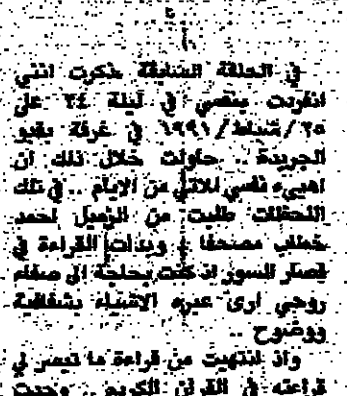 في الحلقة السابقة ذكرت انني
انفردت بنفسي في ليلة ٢٤ على
٢٥/شباط/١٩٩١ في غرفة بقبو
الجريدة .. حاولت خلال ذلك ان
اهيىء نفسي للآتي من الايام .. في تلك
اللحظات طلبت من الزميل احمد
خطاب مصحفا وبدأت القراءة في
قصار السور اذ كنت بحاجة الى صفاء
روحي ارى عبره الاشياء بشفافية
ووضوح ..
واذ انتهيت من قراءة ما تيسر لي
قراءته في القرآن الكريم .. وجدت